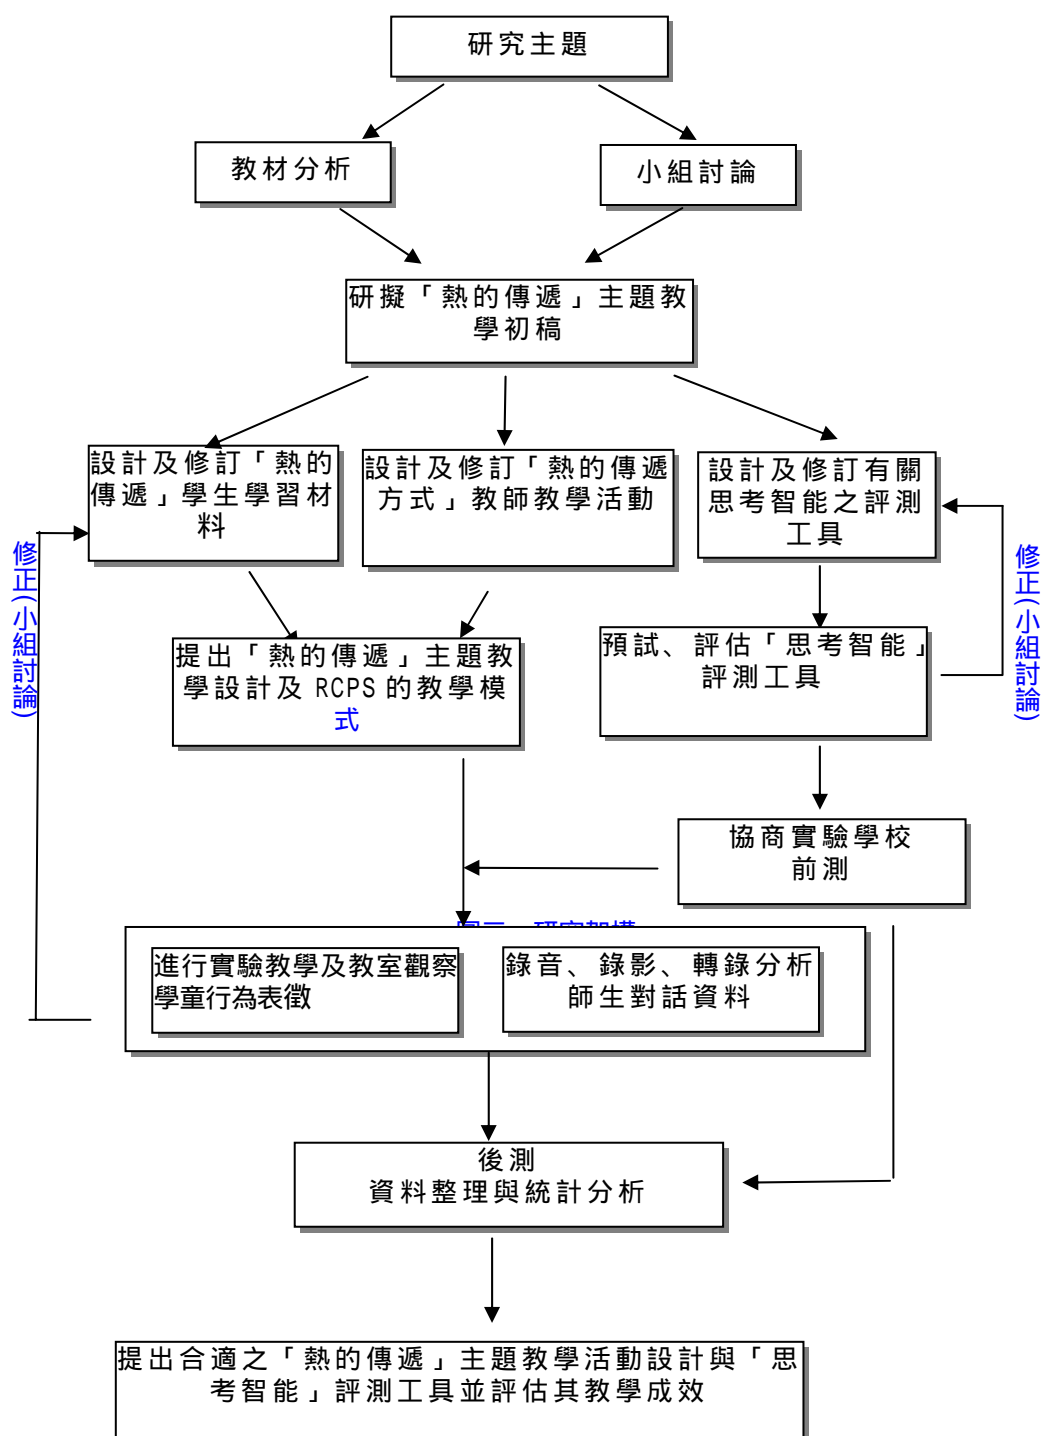 研究主題
教材分析
小組討論
研擬「熱的傳遞」主題教
學初稿
設計及修訂「熱的
傳遞」學生學習材
料
設計及修訂「熱的傳遞
方式」教師教學活動
設計及修訂有關
思考智能之評測
工具
修正(小組討論)
修正(小組討論)
提出「熱的傳遞」主題教
學設計及 RCPS 的教學模
式
預試、評估「思考智能」
評測工具
協商實驗學校
前測
進行實驗教學及教室觀察
學童行為表徵
錄音、錄影、轉錄分析
師生對話資料
後測
資料整理與統計分析
提出合適之「熱的傳遞」主題教學活動設計與「思
考智能」評測工具並評估其教學成效